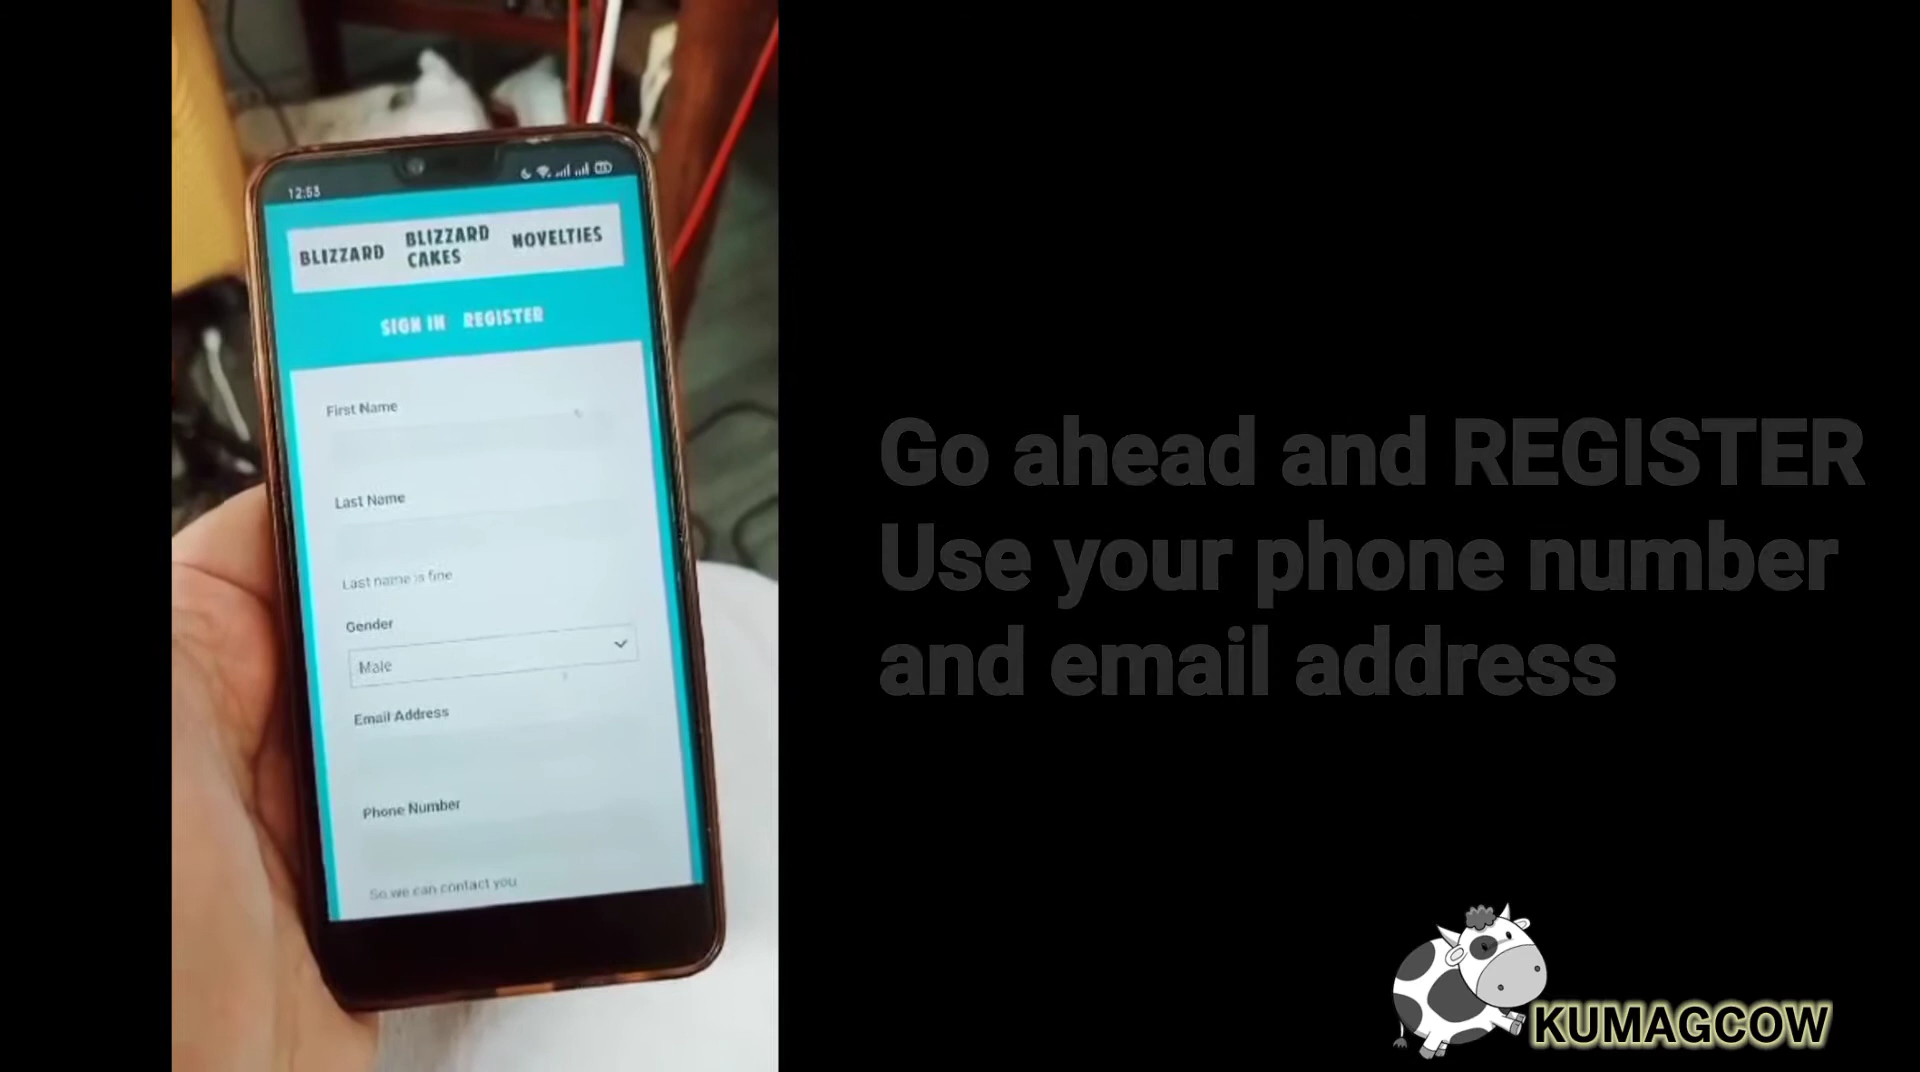 12:53
BLIZZARD
BLIZZARD
CAKES
NOVELTIES
SIGN IN REGISTER
First Name
Last Name
Last name is fine
Gender
Male
Email Address
Phone Number
So we can contact you
Go ahead and REGISTER
Use your phone number
and email address
KUMAGCOW